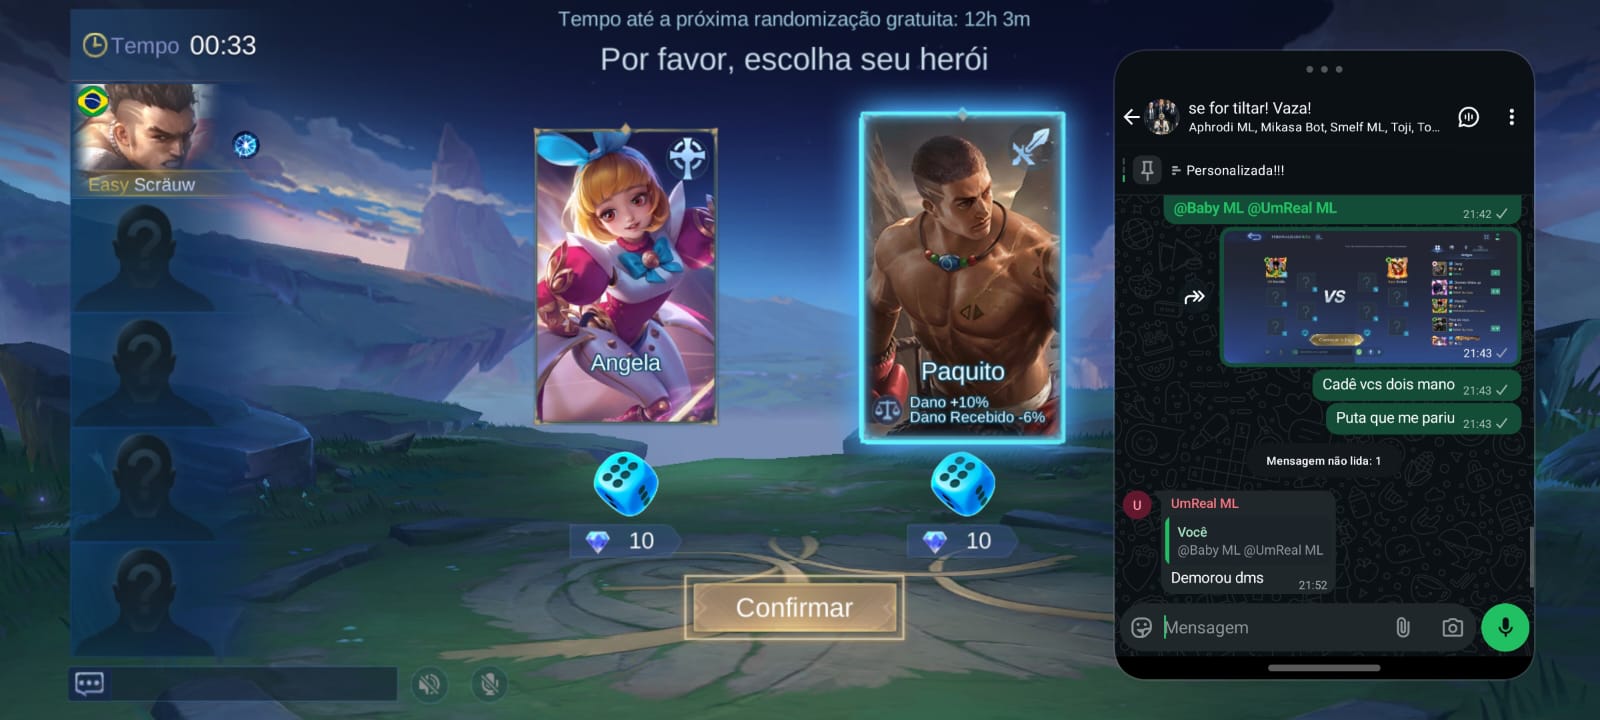 Tempo até a próxima randomização gratuita: 12h 3m
Tempo 00:33
Por favor, escolha seu herói
Easy Scräuw
Angela
Paquito
Dano +10%
Dano Recebido -6%
10
10
Confirmar
se for tiltar! Vaza!
Aphrodi ML, Mikasa Bot, Smelf ML, Toji, To...
Personalizada!!!
@Baby ML @UmReal ML
21:42
VS
21:43
Cadê vcs dois mano 21:43
Puta que me pariu 21:43
Mensagem não lida: 1
U
UmReal ML
Você
@Baby ML @UmReal ML
Demorou dms 21:52
Mensagem